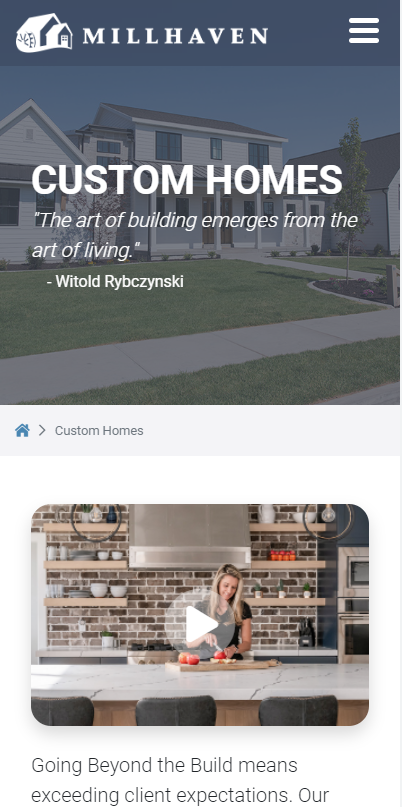 MILLHAVEN
CUSTOM HOMES
"The art of building emerges from the
art of living."
- Witold Rybczynski
Custom Homes
Going Beyond the Build means
exceeding client expectations. Our